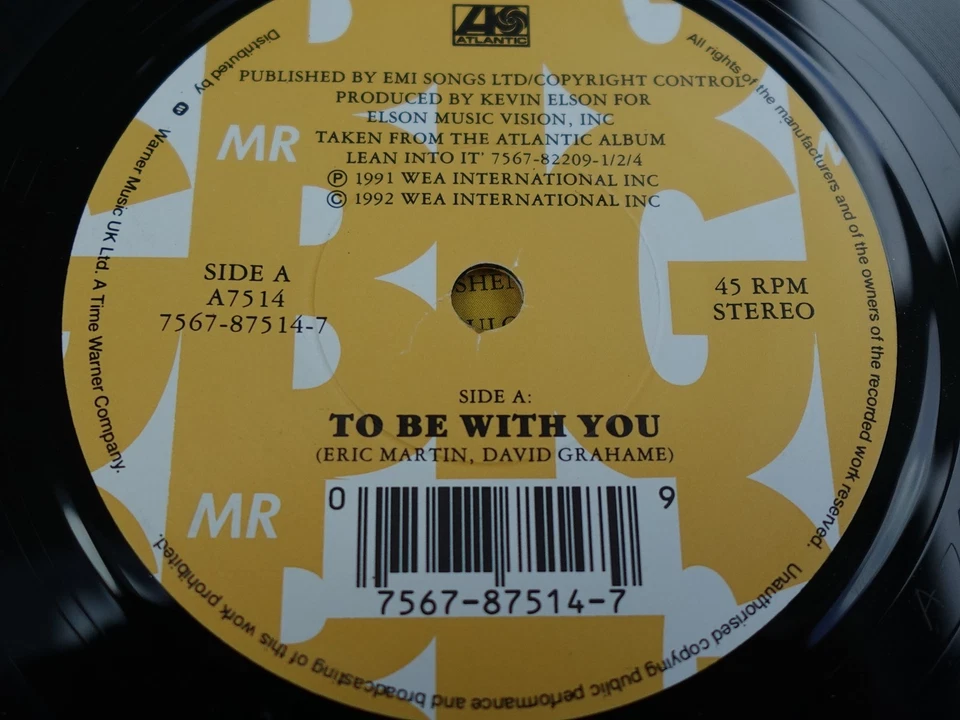 ATLANTIC
PUBLISHED BY EMI SONGS LTD/COPYRIGHT CONTROL
PRODUCED BY KEVIN ELSON FOR
ELSON MUSIC VISION, INC
TAKEN FROM THE ATLANTIC ALBUM
LEAN INTO IT' 7567-82209-1/2/4
Ⓟ 1991 WEA INTERNATIONAL INC
© 1992 WEA INTERNATIONAL INC
MR
SIDE A
A7514
7567-87514-7
45 RPM
STEREO
SIDE A:
TO BE WITH YOU
(ERIC MARTIN, DAVID GRAHAME)
MR
0 9
7567-87514-7
All rights of the manufacturers and of the owners of the recorded work reserved.
Unauthorised copying public performance and broadcasting of this work prohibited.
Distributed by Warner Music UK Ltd. A Time Warner Company.